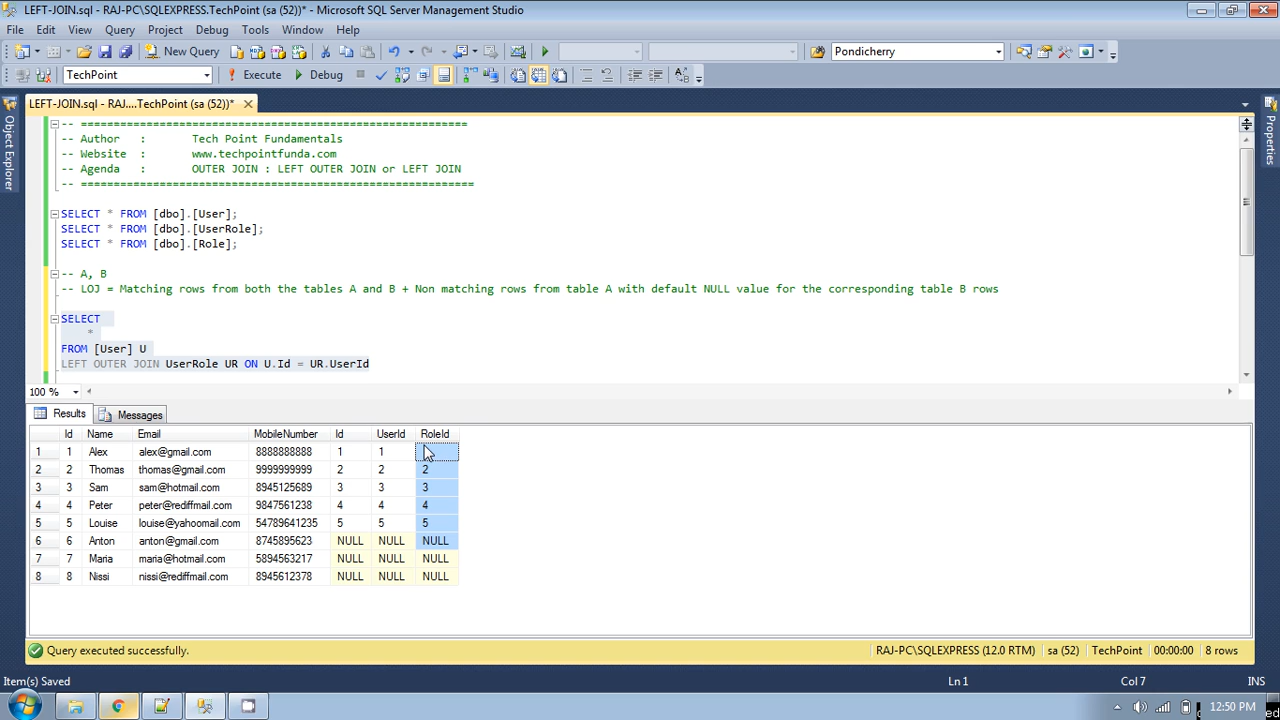 LEFT-JOIN.sql - RAJ-PC\SQLEXPRESS.TechPoint (sa (52))* - Microsoft SQL Server Management Studio
File Edit View Query Project Debug Tools Window Help
New Query Pondicherry
TechPoint Execute Debug
LEFT-JOIN.sql - RAJ....TechPoint (sa (52))*
Object Explorer
Properties
-- ===========================================================
-- Author : Tech Point Fundamentals
-- Website : www.techpointfunda.com
-- Agenda : OUTER JOIN : LEFT OUTER JOIN or LEFT JOIN
-- ============================================================
SELECT * FROM [dbo].[User];
SELECT * FROM [dbo].[UserRole];
SELECT * FROM [dbo].[Role];
-- A, B
-- LOJ = Matching rows from both the tables A and B + Non matching rows from table A with default NULL value for the corresponding table B rows
SELECT
*
FROM [User] U
LEFT OUTER JOIN UserRole UR ON U.Id = UR.UserId
100 %
Results Messages
Id Name Email MobileNumber Id UserId RoleId
1 1 Alex alex@gmail.com 8888888888 1 1
2 2 Thomas thomas@gmail.com 9999999999 2 2 2
3 3 Sam sam@hotmail.com 8945125689 3 3 3
4 4 Peter peter@rediffmail.com 9847561238 4 4 4
5 5 Louise louise@yahoomail.com 54789641235 5 5 5
6 6 Anton anton@gmail.com 8745895623 NULL NULL NULL
7 7 Maria maria@hotmail.com 5894563217 NULL NULL NULL
8 8 Nissi nissi@rediffmail.com 8945612378 NULL NULL NULL
Query executed successfully. RAJ-PC\SQLEXPRESS (12.0 RTM) sa (52) TechPoint 00:00:00 8 rows
Item(s) Saved Ln 1 Col 7 INS
12:50 PM